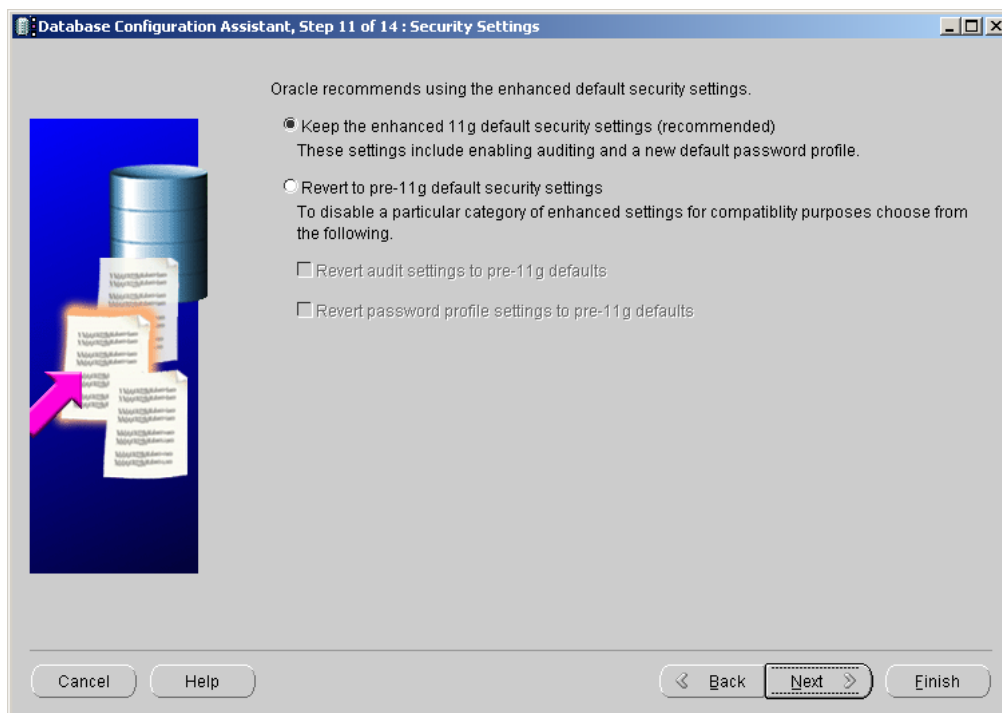 Database Configuration Assistant, Step 11 of 14 : Security Settings
Oracle recommends using the enhanced default security settings.
Keep the enhanced 11g default security settings (recommended)
These settings include enabling auditing and a new default password profile.
Revert to pre-11g default security settings
To disable a particular category of enhanced settings for compatiblity purposes choose from
the following.
Revert audit settings to pre-11g defaults
Revert password profile settings to pre-11g defaults
Cancel
Help
Back
Next
Finish